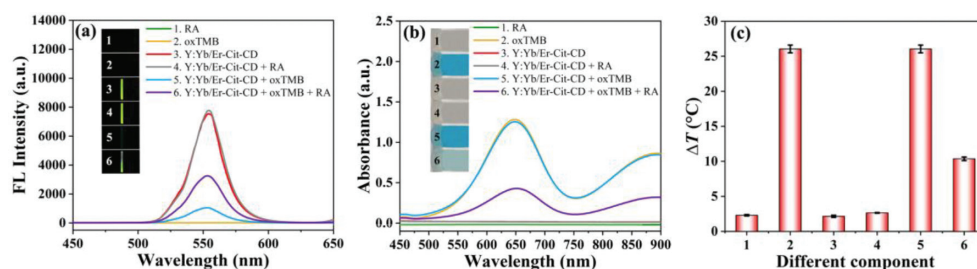 (a)
1. RA
2. oxTMB
3. Y:Yb/Er-Cit-CD
4. Y:Yb/Er-Cit-CD + RA
5. Y:Yb/Er-Cit-CD + oxTMB
6. Y:Yb/Er-Cit-CD + oxTMB + RA
1
2
3
4
5
6
FL Intensity (a.u.)
14000
12000
10000
8000
6000
4000
2000
0
450 500 550 600 650
Wavelength (nm)
(b)
1. RA
2. oxTMB
3. Y:Yb/Er-Cit-CD
4. Y:Yb/Er-Cit-CD + RA
5. Y:Yb/Er-Cit-CD + oxTMB
6. Y:Yb/Er-Cit-CD + oxTMB + RA
1
2
3
4
5
6
Absorbance (a.u.)
2.5
2.0
1.5
1.0
0.5
0.0
450 500 550 600 650 700 750 800 850 900
Wavelength (nm)
(c)
ΔT (°C)
30
25
20
15
10
5
0
1 2 3 4 5 6
Different component